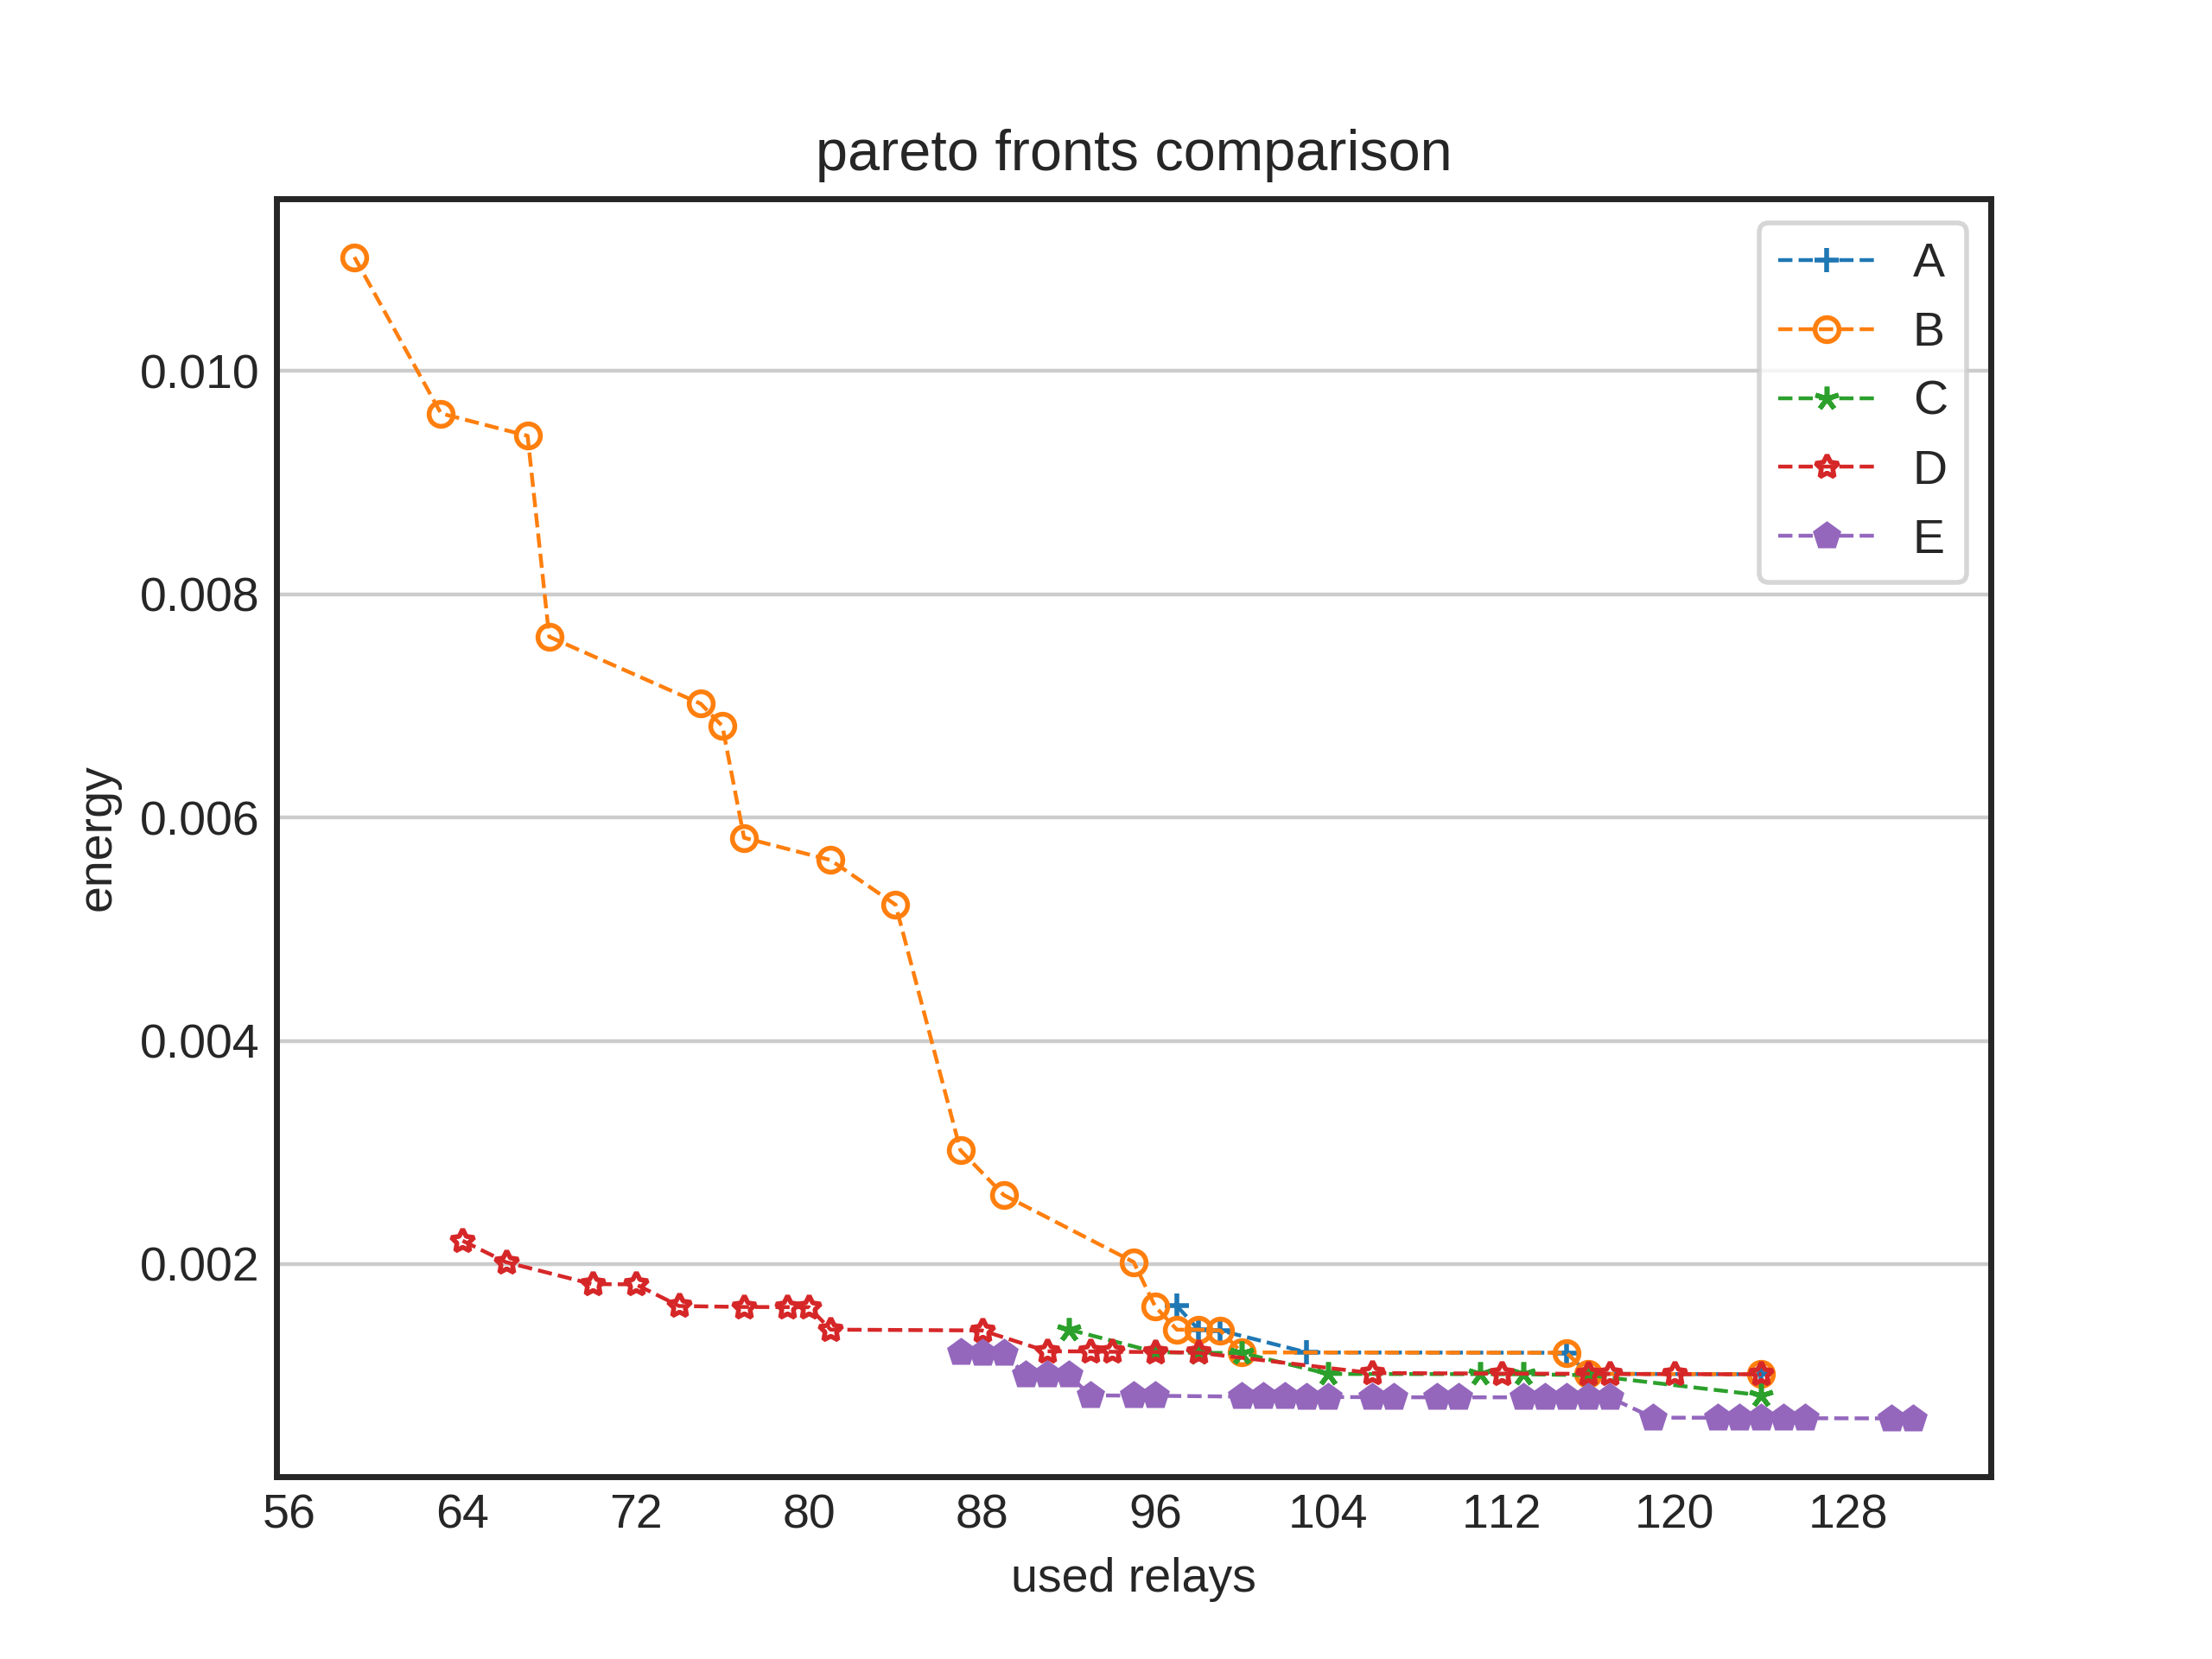 pareto fronts comparison
A
B
C
D
E
0.010
0.008
0.006
0.004
0.002
energy
56 64 72 80 88 96 104 112 120 128
used relays